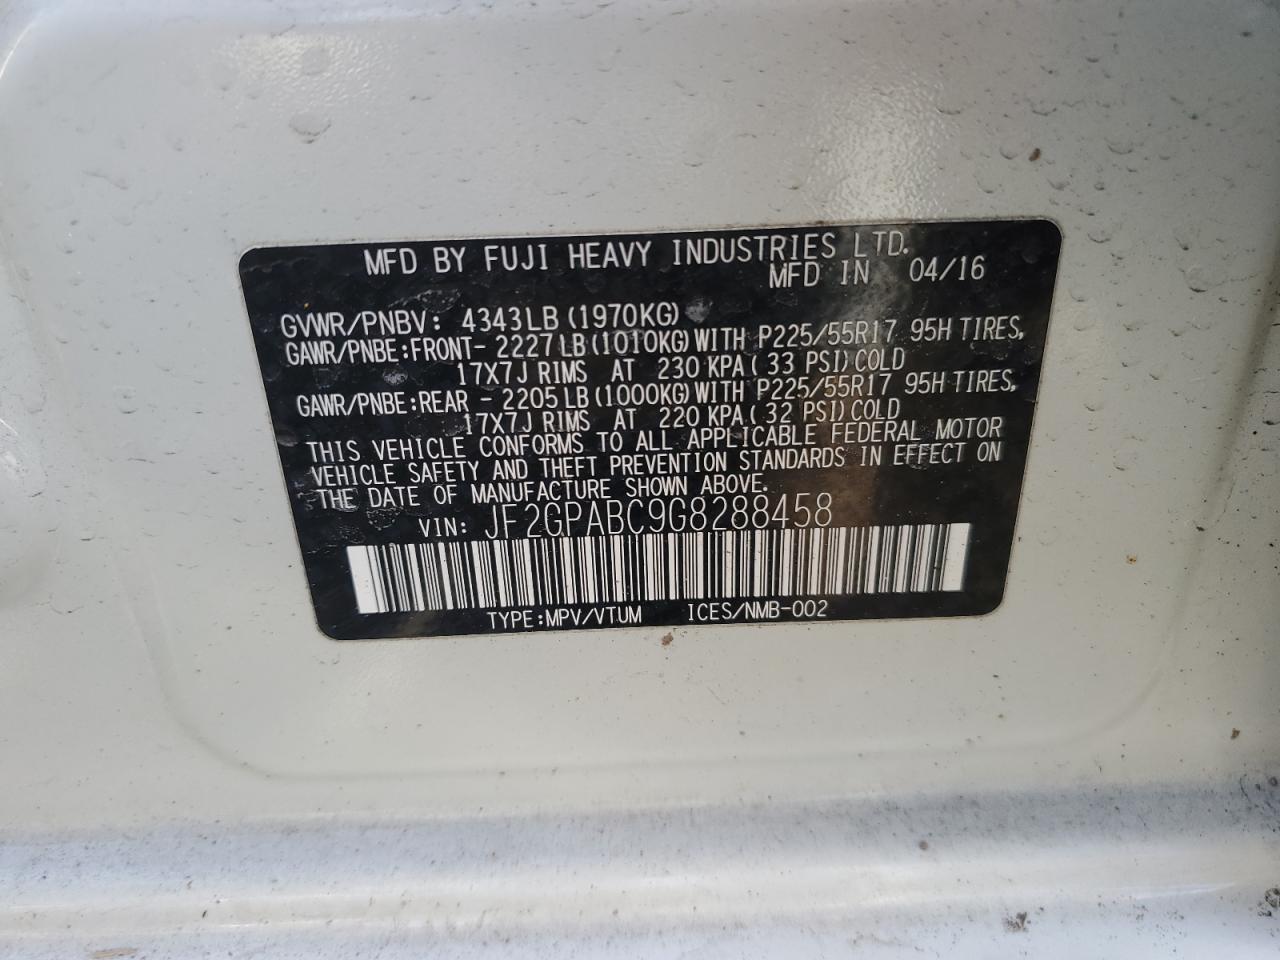 MFD BY FUJI HEAVY INDUSTRIES LTD.
MFD IN 04/16
GVWR/PNBV: 4343LB (1970KG)
GAWR/PNBE:FRONT- 2227LB (1010KG) WITH P225/55R17 95H TIRES,
17X7J RIMS AT 230 KPA ( 33 PSI) COLD
GAWR/PNBE:REAR - 2205LB (1000KG) WITH P225/55R17 95H TIRES,
17X7J RIMS AT 220 KPA ( 32 PSI) COLD
THIS VEHICLE CONFORMS TO ALL APPLICABLE FEDERAL MOTOR
VEHICLE SAFETY AND THEFT PREVENTION STANDARDS IN EFFECT ON
THE DATE OF MANUFACTURE SHOWN ABOVE.
VIN: JF2GPABC9G8288458
TYPE:MPV/VTUM ICES/NMB-002